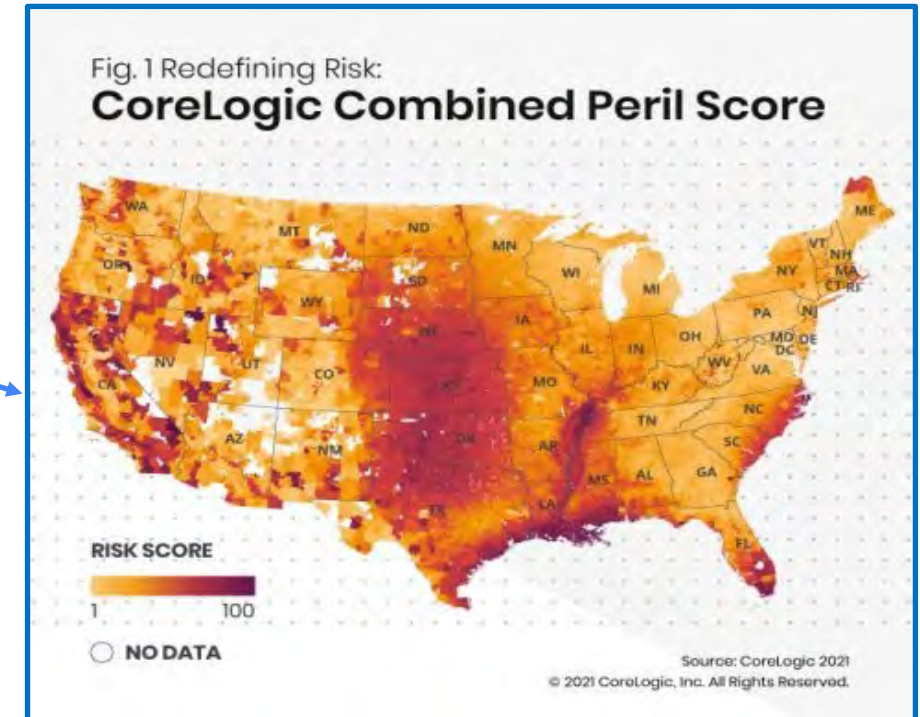 Fig. 1 Redefining Risk:
CoreLogic Combined Peril Score
WA
MT
ND
MN
ME
OR
ID
SD
WI
VT
NH
WY
MI
NY
MA
CT RI
NE
IA
PA
NJ
NV
UT
CO
IL
IN
OH
MD
DE
DC
WV
VA
CA
KS
MO
KY
NC
TN
AZ
NM
OK
AR
SC
MS
AL
GA
TX
LA
FL
RISK SCORE
1 100
NO DATA
Source: CoreLogic 2021
© 2021 CoreLogic, Inc. All Rights Reserved.